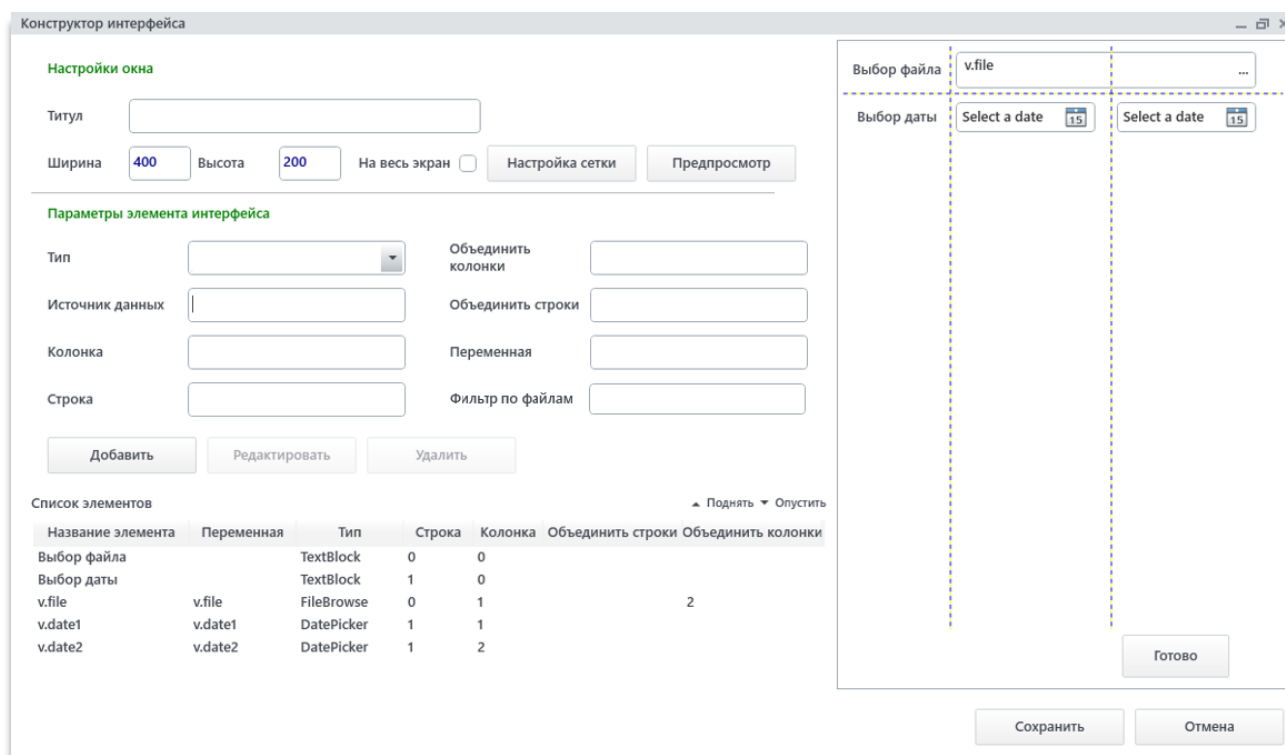 Конструктор интерфейса
Настройки окна
Титул
Ширина 400 Высота 200 На весь экран Настройка сетки Предпросмотр
Параметры элемента интерфейса
Тип Объединить колонки
Источник данных Объединить строки
Колонка Переменная
Строка Фильтр по файлам
Добавить Редактировать Удалить
Список элементов Поднять Опустить
Название элемента Переменная Тип Строка Колонка Объединить строки Объединить колонки
Выбор файла TextBlock 0 0
Выбор даты TextBlock 1 0
v.file v.file FileBrowse 0 1 2
v.date1 v.date1 DatePicker 1 1
v.date2 v.date2 DatePicker 1 2
Выбор файла v.file ...
Выбор даты Select a date 15 Select a date 15
Готово
Сохранить Отмена